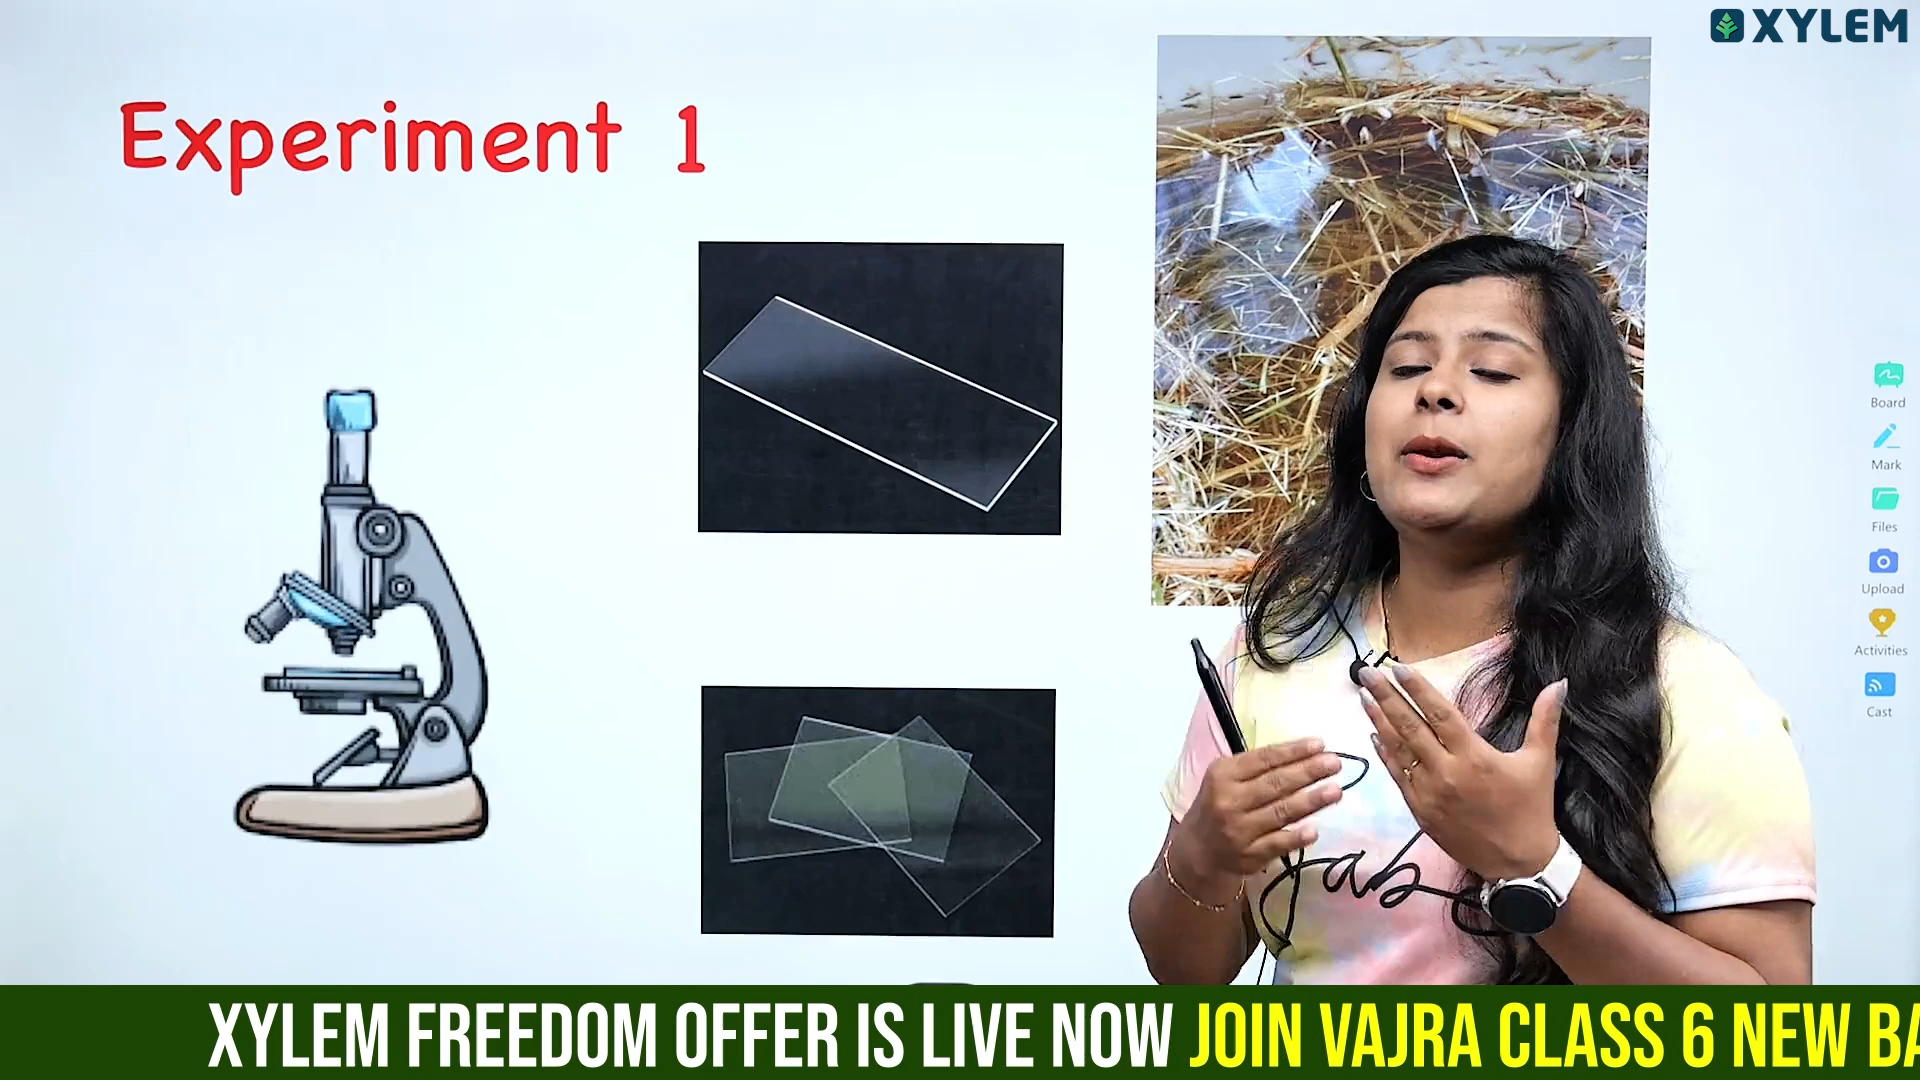 XYLEM
Experiment 1
Board
Mark
Files
Upload
Activities
Cast
fab
XYLEM FREEDOM OFFER IS LIVE NOW JOIN VAJRA CLASS 6 NEW BA